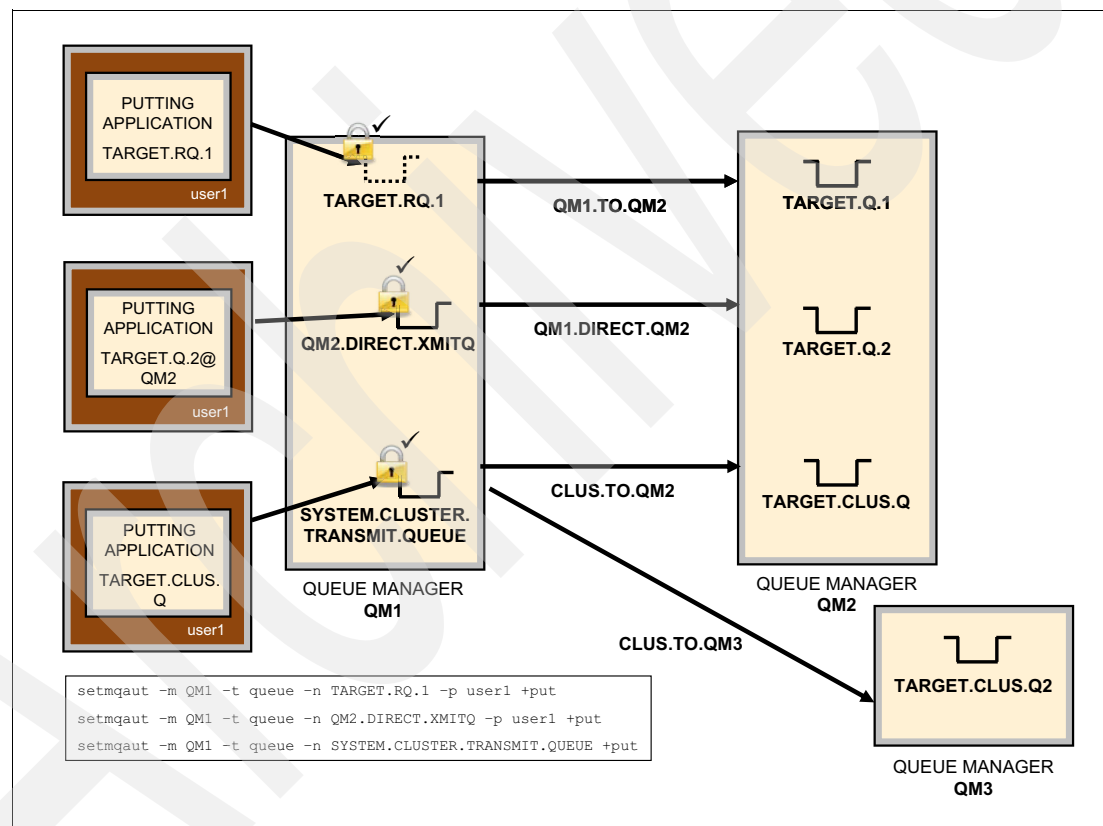 PUTTING
APPLICATION
TARGET.RQ.1
user1
TARGET.RQ.1
QM1.TO.QM2
TARGET.Q.1
PUTTING
APPLICATION
TARGET.Q.2@
QM2
user1
QM2.DIRECT.XMITQ
QM1.DIRECT.QM2
TARGET.Q.2
PUTTING
APPLICATION
TARGET.CLUS.
Q
user1
SYSTEM.CLUSTER.
TRANSMIT.QUEUE
CLUS.TO.QM2
TARGET.CLUS.Q
QUEUE MANAGER
QM1
QUEUE MANAGER
QM2
CLUS.TO.QM3
TARGET.CLUS.Q2
QUEUE MANAGER
QM3
setmqaut -m QM1 -t queue -n TARGET.RQ.1 -p user1 +put
setmqaut -m QM1 -t queue -n QM2.DIRECT.XMITQ -p user1 +put
setmqaut -m QM1 -t queue -n SYSTEM.CLUSTER.TRANSMIT.QUEUE +put